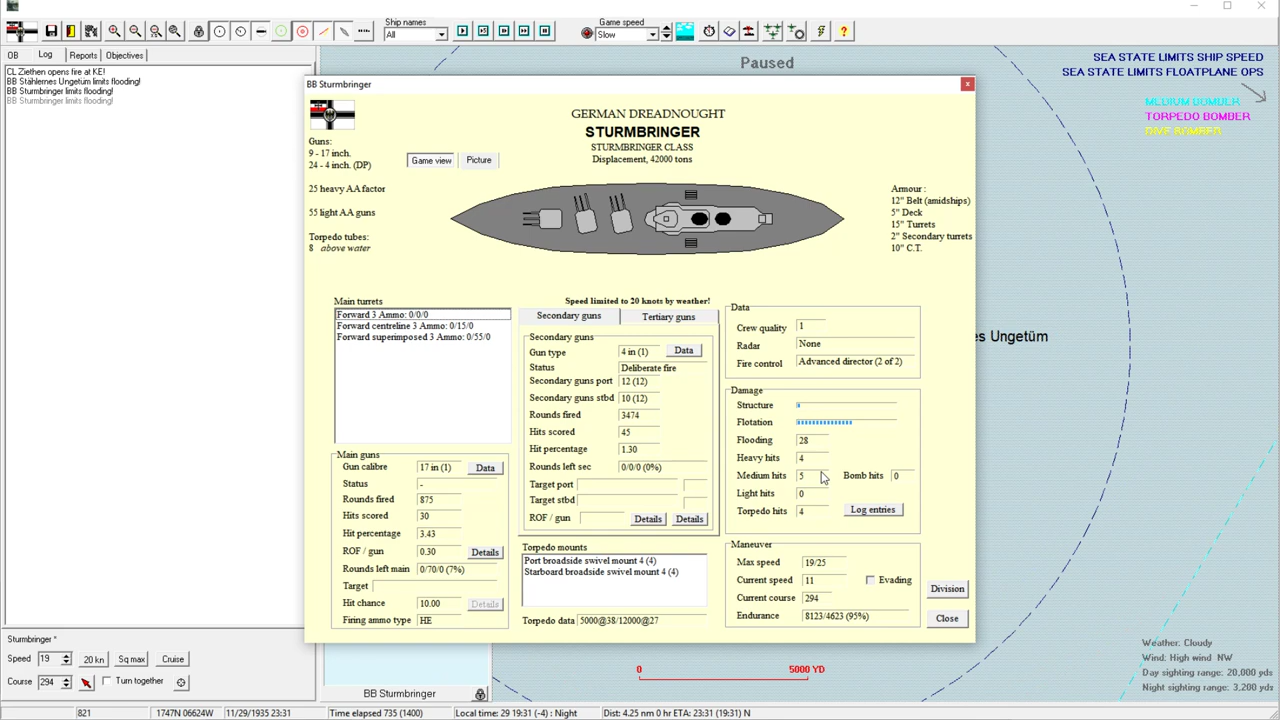 Ship names
All
Game speed
Slow
OB
Log
Reports
Objectives
Paused
SEA STATE LIMITS SHIP SPEED
SEA STATE LIMITS FLOATPLANE OPS
MEDIUM BOMBER
TORPEDO BOMBER
DIVE BOMBER
CL Ziethen opens fire at KE!
BB Stählernes Ungetüm limits flooding!
BB Sturmbringer limits flooding!
BB Sturmbringer limits flooding!
BB Sturmbringer
GERMAN DREADNOUGHT
STURMBRINGER
STURMBRINGER CLASS
Displacement, 42000 tons
Guns:
9 - 17 inch.
24 - 4 inch. (DP)
25 heavy AA factor
55 light AA guns
Torpedo tubes:
8 above water
Game view
Picture
Armour :
12" Belt (amidships)
5" Deck
15" Turrets
2" Secondary turrets
10" C.T.
Speed limited to 20 knots by weather!
Main turrets
Forward 3 Ammo: 0/0/0
Forward centreline 3 Ammo: 0/15/0
Forward superimposed 3 Ammo: 0/55/0
Main guns
Gun calibre 17 in (1) Data
Status -
Rounds fired 875
Hits scored 30
Hit percentage 3.43
ROF / gun 0.30 Details
Rounds left main 0/70/0 (7%)
Target
Hit chance 10.00 Details
Firing ammo type HE
Secondary guns
Tertiary guns
Secondary guns
Gun type 4 in (1) Data
Status Deliberate fire
Secondary guns port 12 (12)
Secondary guns stbd 10 (12)
Rounds fired 3474
Hits scored 45
Hit percentage 1.30
Rounds left sec 0/0/0 (0%)
Target port
Target stbd
ROF / gun Details Details
Torpedo mounts
Port broadside swivel mount 4 (4)
Starboard broadside swivel mount 4 (4)
Torpedo data 5000@38/12000@27
Data
Crew quality 1
Radar None
Fire control Advanced director (2 of 2)
Damage
Structure
Flotation
Flooding 28
Heavy hits 4
Medium hits 5 Bomb hits 0
Light hits 0
Torpedo hits 4 Log entries
Maneuver
Max speed 19/25
Current speed 11 Evading
Current course 294
Endurance 8123/4623 (95%)
Division
Close
es Ungetüm
Sturmbringer *
Speed 19 20 kn Sq max Cruise
Course 294 Turn together
BB Sturmbringer
0 5000 YD
Weather: Cloudy
Wind: High wind NW
Day sighting range: 20,000 yds
Night sighting range: 3,200 yds
821
1747N 06624W
11/29/1935 23:31
Time elapsed 735 (1400)
Local time: 29 19:31 (-4) : Night
Dist: 4.25 nm 0 hr ETA: 23:31 (19:31) N